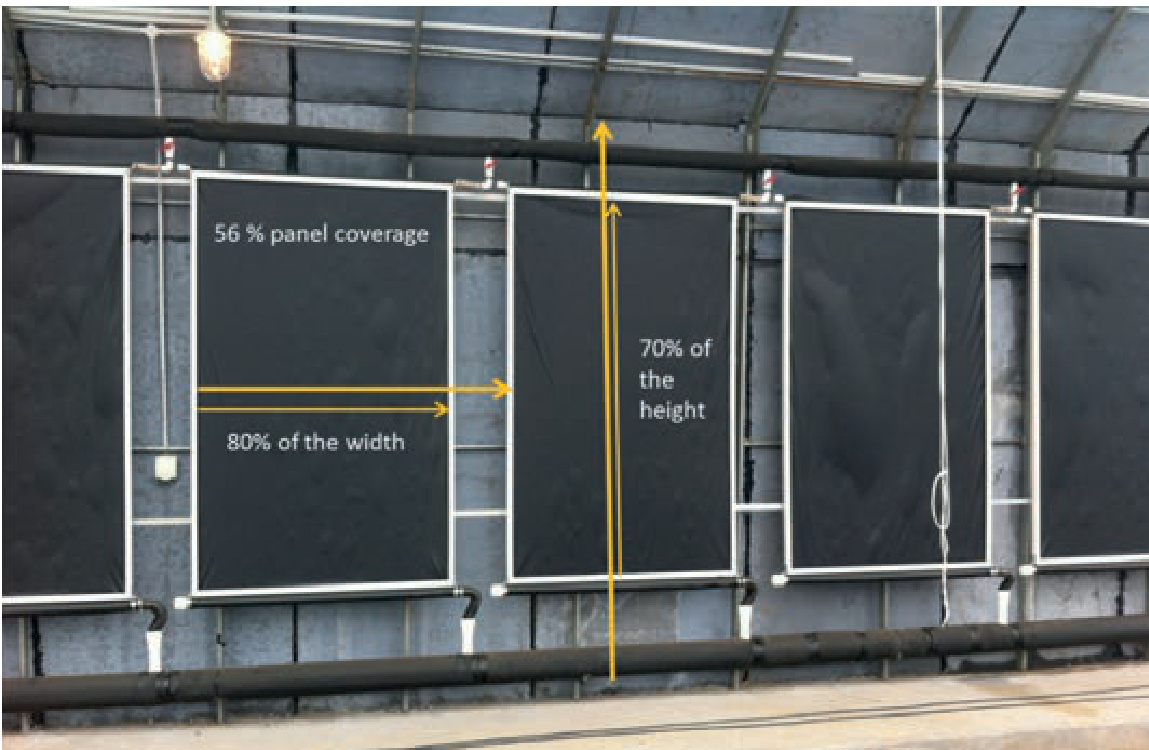 56 % panel coverage
70% of
the
height
80% of the width